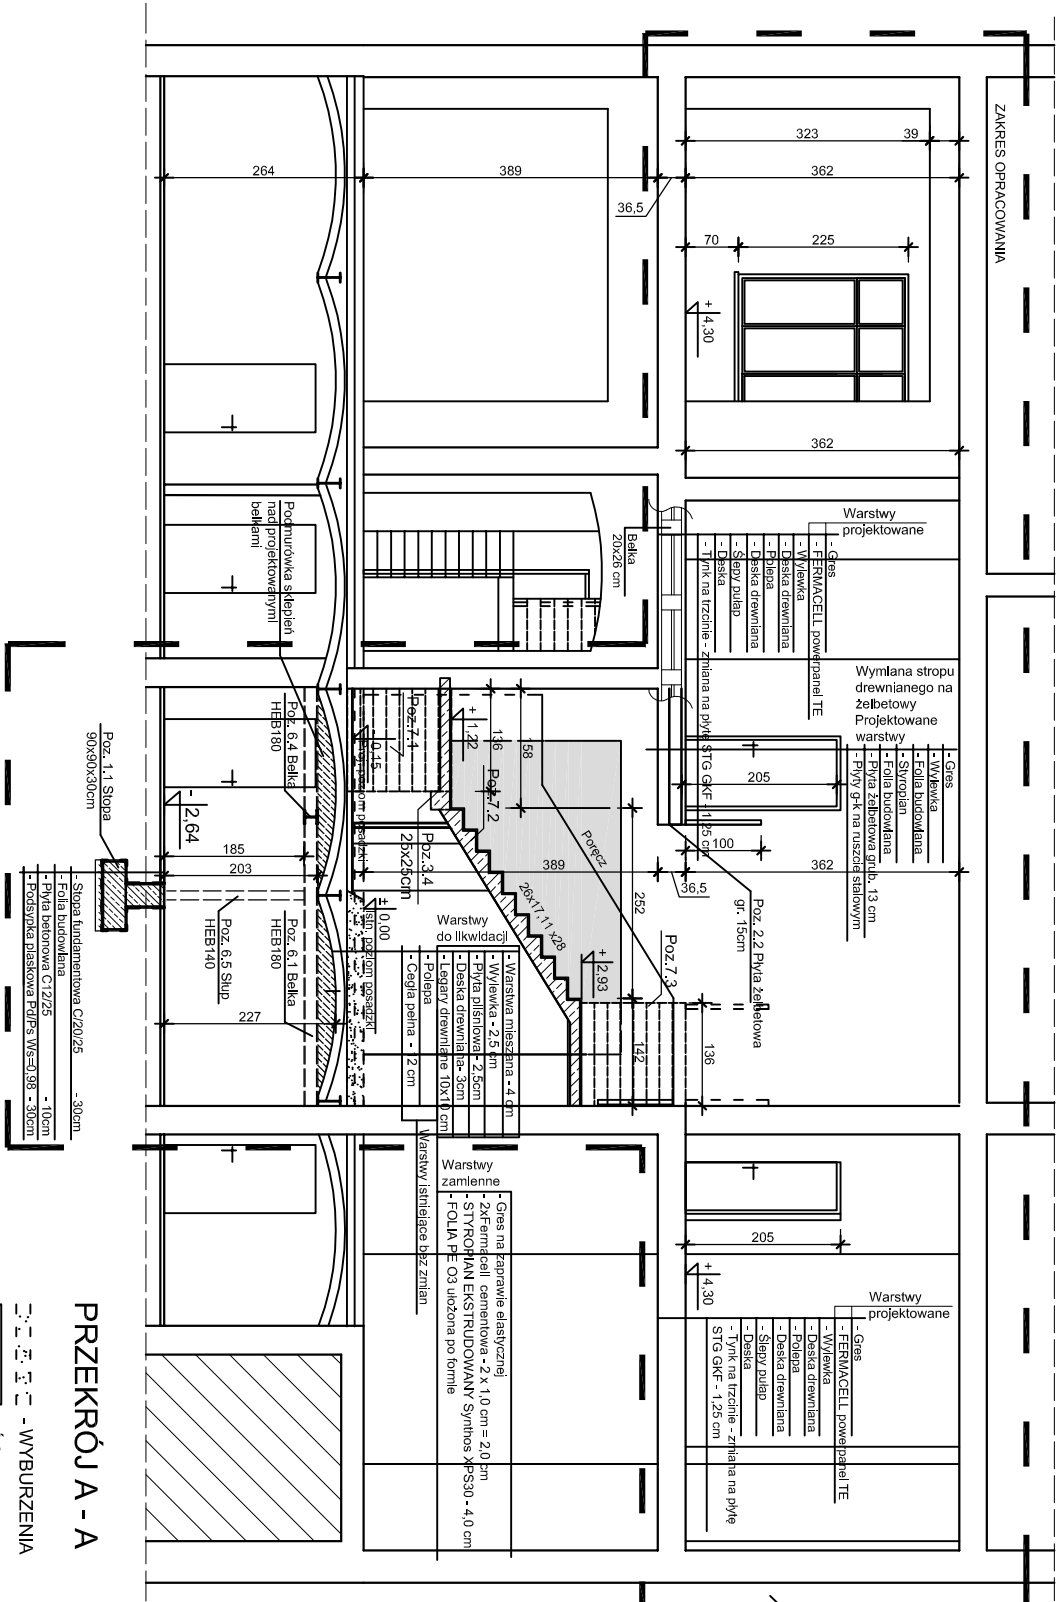 ZAKRES OPRACOWANIA
323
39
264
389
362
36,5
70
225
+ 4,30
362
Warstwy
projektowane
- Gres
- FERMACELL powerpanel TE
- Wylewka
- Deska drewniana
- Polepa
- Deska drewniana
- Ślepy pułap
- Deska
- Tynk na trzcinie - zmiana na płytę STG GKF - 1,25 cm
Belka
20x26 cm
Podmurówka sklepień
nad projektowanymi
belkami
Wymiana stropu
drewnianego na
żelbetowy
Projektowane
warstwy
- Gres
- Wylewka
- Folia budowlana
- Styropian
- Folia budowlana
- Płyta żelbetowa grub. 13 cm
- Płyty g-k na ruszcie stalowym
205
100
362
36,5
389
Poz. 2.2 Płyta żelbetowa
gr. 15cm
Poz.7.1
+ 1,22
136
158
- 0,15
Poz.7.2
Poz.3.4
25x25cm
Poręcz
26x17,11 x28
252
+ 2,93
Poz.7.3
142
136
Poz. 6.4 Belka
HEB180
- 2,64
185
203
Poz. 1.1 Stopa
90x90x30cm
Poz. 6.5 Słup
HEB140
Poz. 6.1 Belka
HEB180
227
± 0,00
istn. poziom posadzki
- Stopa fundamentowa C/20/25 - 30cm
- Folia budowlana
- Płyta betonowa C12/25 - 10cm
- Podsypka piaskowa Pd/Ps Ws=0,98 - 30cm
Warstwy
do likwidacji
- Warstwa mieszana - 4 cm
- Wylewka - 2,5 cm
- Płyta pilśniowa - 2,5cm
- Deska drewniana- 3cm
- Legary drewniane 10x10 cm
- Polepa
- Cegła pełna - 12 cm
Warstwy istniejące bez zmian
Warstwy
zamienne
- Gres na zaprawie elastycznej
- 2xFermacell cementowa - 2 x 1,0 cm = 2,0 cm
- STYROPIAN EKSTRUDOWANY Synthos XPS30 - 4,0 cm
- FOLIA PE O3 ułożona po formie
205
+ 4,30
Warstwy
projektowane
- Gres
- FERMACELL powerpanel TE
- Wylewka
- Deska drewniana
- Polepa
- Deska drewniana
- Ślepy pułap
- Deska
- Tynk na trzcinie - zmiana na płytę
STG GKF - 1,25 cm
PRZEKRÓJ A - A
- WYBURZENIA